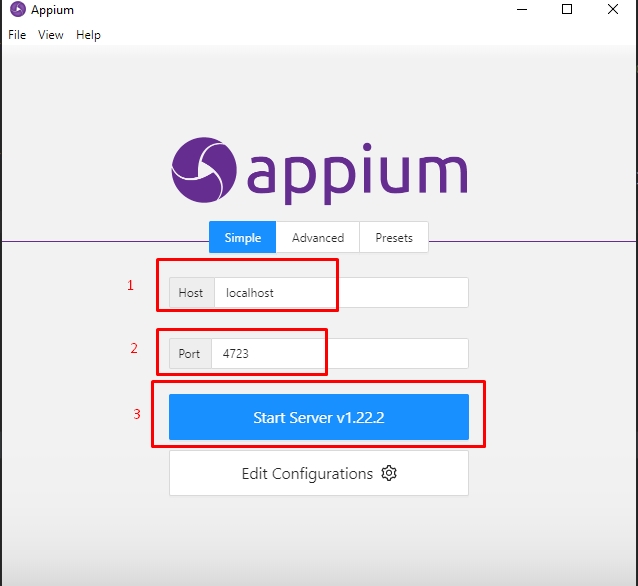 Appium
File View Help
appium
Simple Advanced Presets
1 Host localhost
2 Port 4723
3 Start Server v1.22.2
Edit Configurations